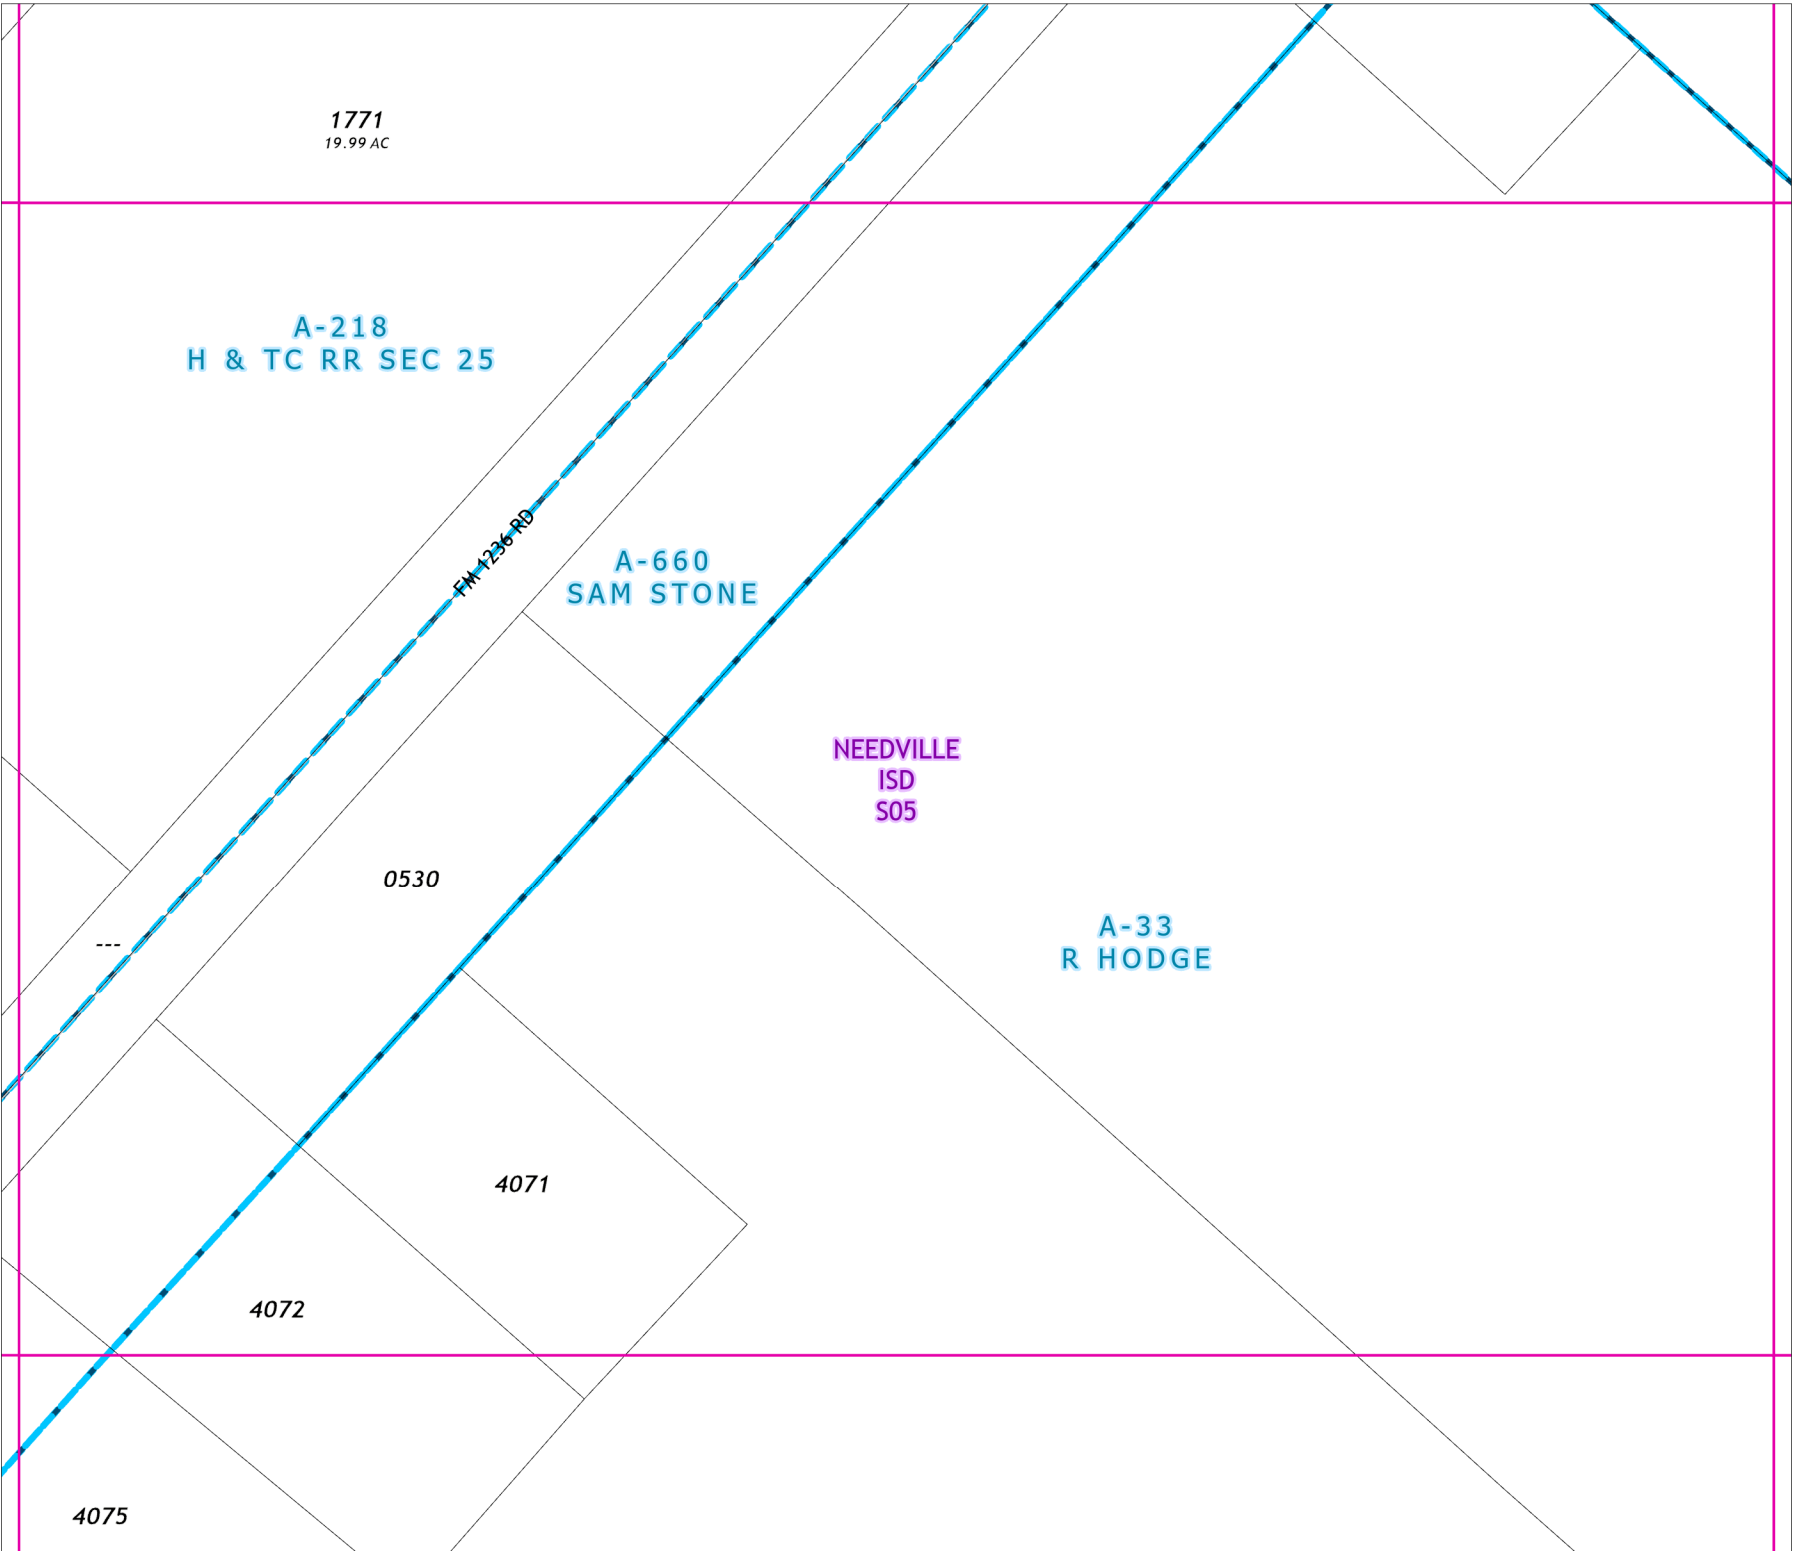 1771
19.99 AC
A-218
H & TC RR SEC 25
FM 1236 RD
A-660
SAM STONE
NEEDVILLE
ISD
S05
0530
A-33
R HODGE
---
4071
4072
4075